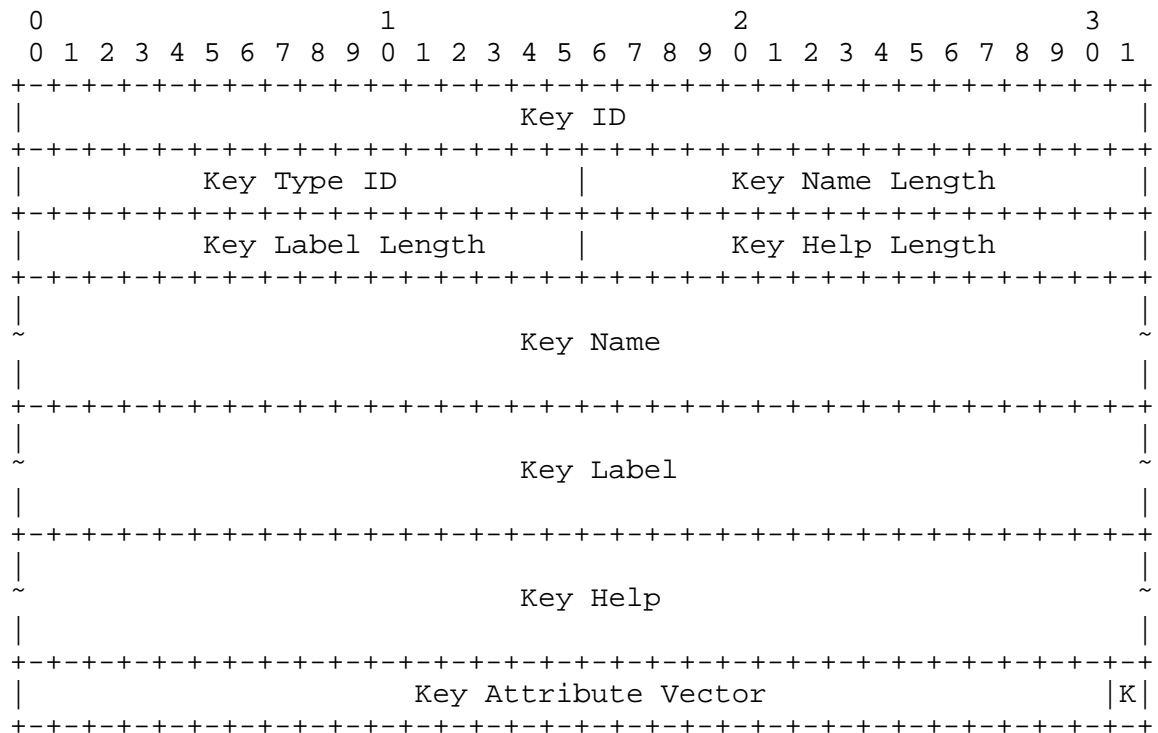 0                   1                   2                   3
 0 1 2 3 4 5 6 7 8 9 0 1 2 3 4 5 6 7 8 9 0 1 2 3 4 5 6 7 8 9 0 1
+-+-+-+-+-+-+-+-+-+-+-+-+-+-+-+-+-+-+-+-+-+-+-+-+-+-+-+-+-+-+-+-+
|                            Key ID                             |
+-+-+-+-+-+-+-+-+-+-+-+-+-+-+-+-+-+-+-+-+-+-+-+-+-+-+-+-+-+-+-+-+
|          Key Type ID          |        Key Name Length        |
+-+-+-+-+-+-+-+-+-+-+-+-+-+-+-+-+-+-+-+-+-+-+-+-+-+-+-+-+-+-+-+-+
|          Key Label Length     |        Key Help Length        |
+-+-+-+-+-+-+-+-+-+-+-+-+-+-+-+-+-+-+-+-+-+-+-+-+-+-+-+-+-+-+-+-+
|                                                               |
~                            Key Name                           ~
|                                                               |
+-+-+-+-+-+-+-+-+-+-+-+-+-+-+-+-+-+-+-+-+-+-+-+-+-+-+-+-+-+-+-+-+
|                                                               |
~                            Key Label                          ~
|                                                               |
+-+-+-+-+-+-+-+-+-+-+-+-+-+-+-+-+-+-+-+-+-+-+-+-+-+-+-+-+-+-+-+-+
|                                                               |
~                            Key Help                           ~
|                                                               |
+-+-+-+-+-+-+-+-+-+-+-+-+-+-+-+-+-+-+-+-+-+-+-+-+-+-+-+-+-+-+-+-+
|                      Key Attribute Vector                   |K|
+-+-+-+-+-+-+-+-+-+-+-+-+-+-+-+-+-+-+-+-+-+-+-+-+-+-+-+-+-+-+-+-+